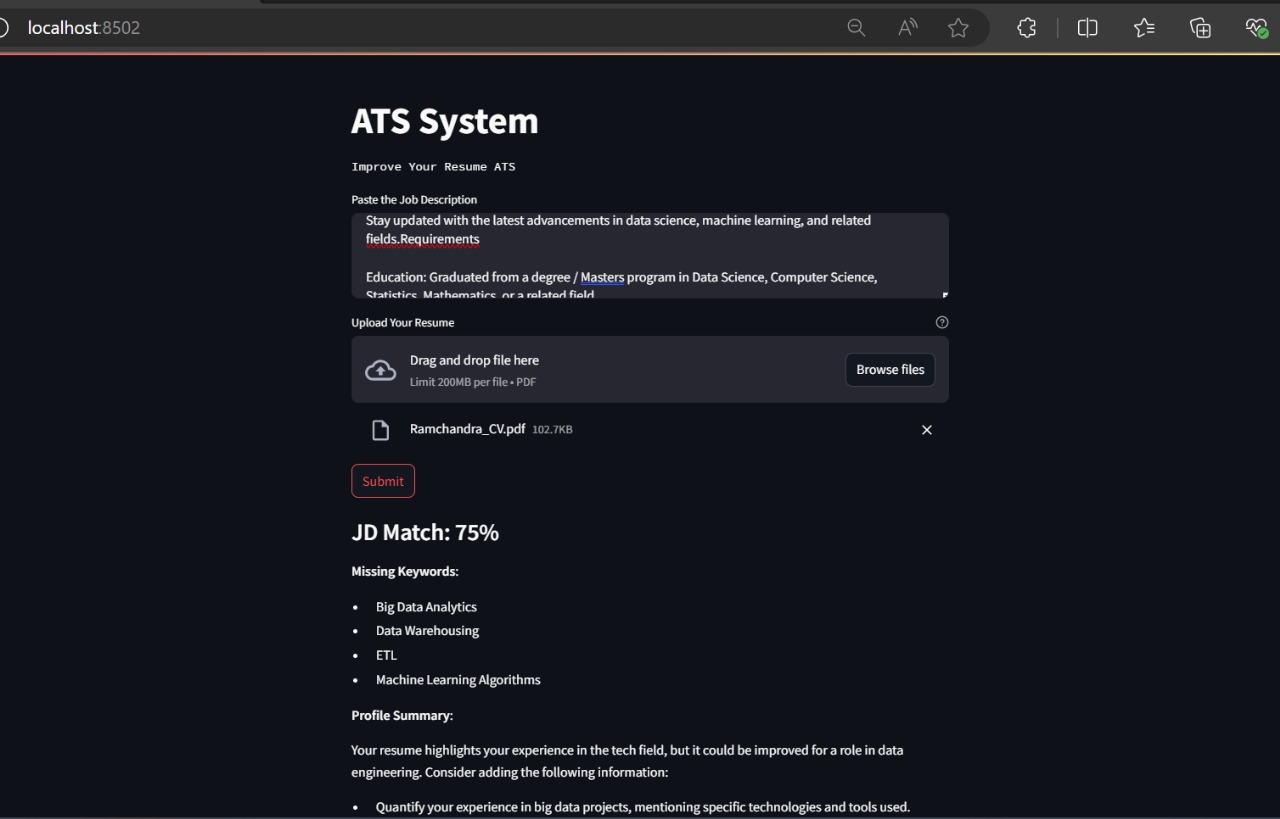 localhost:8502
ATS System
Improve Your Resume ATS
Paste the Job Description
Stay updated with the latest advancements in data science, machine learning, and related
fields.Requirements
Education: Graduated from a degree / Masters program in Data Science, Computer Science,
Statistics, Mathematics, or a related field
Upload Your Resume
Drag and drop file here
Limit 200MB per file • PDF
Browse files
Ramchandra_CV.pdf 102.7KB
Submit
JD Match: 75%
Missing Keywords:
• Big Data Analytics
• Data Warehousing
• ETL
• Machine Learning Algorithms
Profile Summary:
Your resume highlights your experience in the tech field, but it could be improved for a role in data
engineering. Consider adding the following information:
• Quantify your experience in big data projects, mentioning specific technologies and tools used.